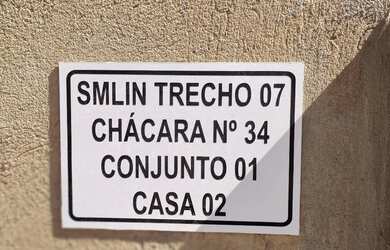 SMLIN TRECHO 07
CHÁCARA Nº 34
CONJUNTO 01
CASA 02